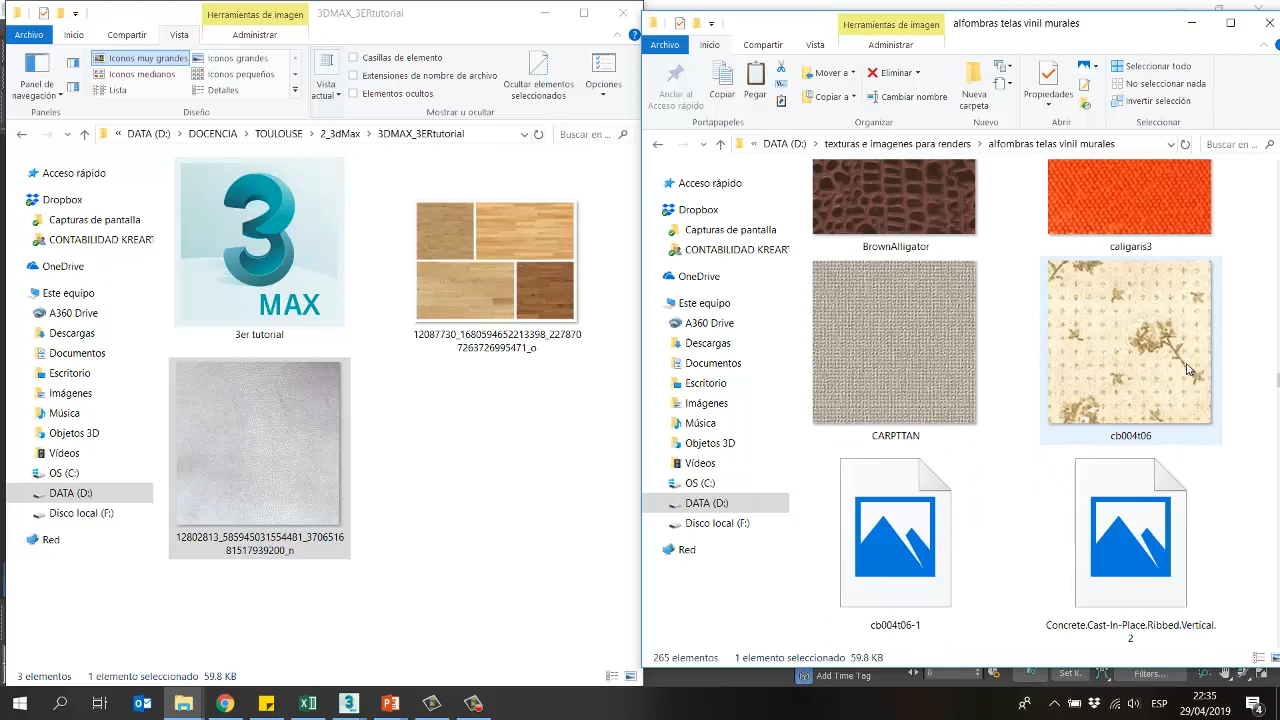 Herramientas de imagen
3DMAX_3ERtutorial
Archivo
Inicio
Compartir
Vista
Administrar
Panel de navegación
Iconos muy grandes
Iconos grandes
Iconos medianos
Iconos pequeños
Lista
Detalles
Vista actual
Casillas de elemento
Extensiones de nombre de archivo
Elementos ocultos
Ocultar elementos seleccionados
Opciones
Paneles
Diseño
Mostrar u ocultar
« DATA (D:) > DOCENCIA > TOULOUSE > 2_3dMax > 3DMAX_3ERtutorial
Buscar en ...
Acceso rápido
Dropbox
Capturas de pantalla
CONTABILIDAD KREART
OneDrive
Este equipo
A360 Drive
Descargas
Documentos
Escritorio
Imágenes
Música
Objetos 3D
Vídeos
OS (C:)
DATA (D:)
Disco local (F:)
Red
3
MAX
3er tutorial
12087730_1680594652213398_227870
7263726995471_o
12802813_585945031554481_3706516
81517939200_n
3 elementos
1 elemento seleccionado 59.8 KB
Herramientas de imagen
alfombras telas vinil murales
Archivo
Inicio
Compartir
Vista
Administrar
Anclar al Acceso rápido
Copiar
Pegar
Mover a
Copiar a
Eliminar
Cambiar nombre
Nueva carpeta
Propiedades
Seleccionar todo
No seleccionar nada
Invertir selección
Portapapeles
Organizar
Nuevo
Abrir
Seleccionar
« DATA (D:) > texturas e imagenes para renders > alfombras telas vinil murales
Buscar en ...
Acceso rápido
Dropbox
Capturas de pantalla
CONTABILIDAD KREART
OneDrive
Este equipo
A360 Drive
Descargas
Documentos
Escritorio
Imágenes
Música
Objetos 3D
Vídeos
OS (C:)
DATA (D:)
Disco local (F:)
Red
BrownAlligator
caligaris3
CARPTTAN
cb004t06
cb004t06-1
Concrete.Cast-In-Place.Ribbed.Vertical.
2
265 elementos
1 elemento seleccionado 59.8 KB
Add Time Tag
0
Set K.
Filters...
ESP
22:35
29/04/2019
4